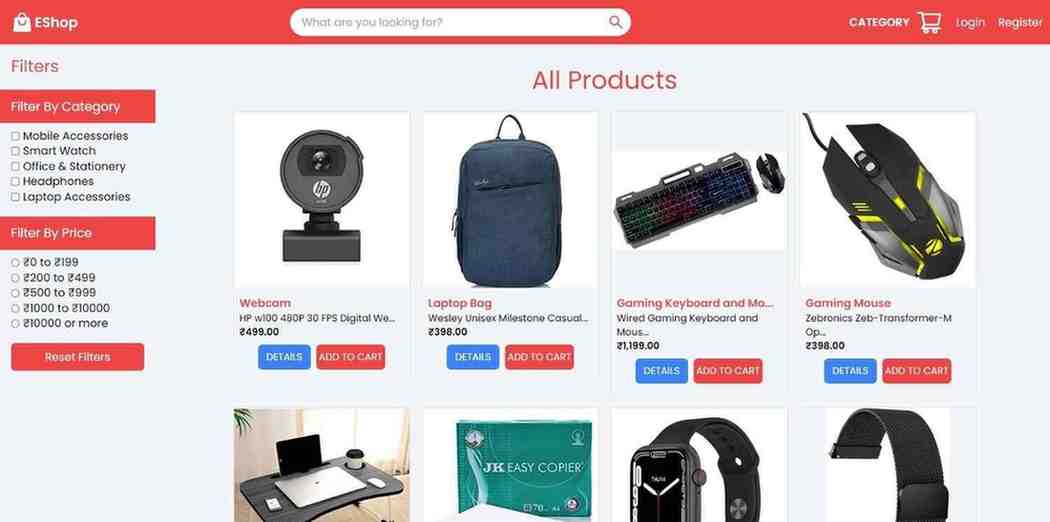 EShop
What are you looking for?
CATEGORY
Login
Register
Filters
Filter By Category
Mobile Accessories
Smart Watch
Office & Stationery
Headphones
Laptop Accessories
Filter By Price
₹0 to ₹199
₹200 to ₹499
₹500 to ₹999
₹1000 to ₹10000
₹10000 or more
Reset Filters
All Products
hp
Webcam
HP w100 480P 30 FPS Digital We...
₹499.00
DETAILS
ADD TO CART
Laptop Bag
Wesley Unisex Milestone Casual...
₹398.00
DETAILS
ADD TO CART
Gaming Keyboard and Mo...
Wired Gaming Keyboard and
Mous...
₹1,199.00
DETAILS
ADD TO CART
Gaming Mouse
Zebronics Zeb-Transformer-M
Op...
₹398.00
DETAILS
ADD TO CART
JK EASY COPIER
70
A4